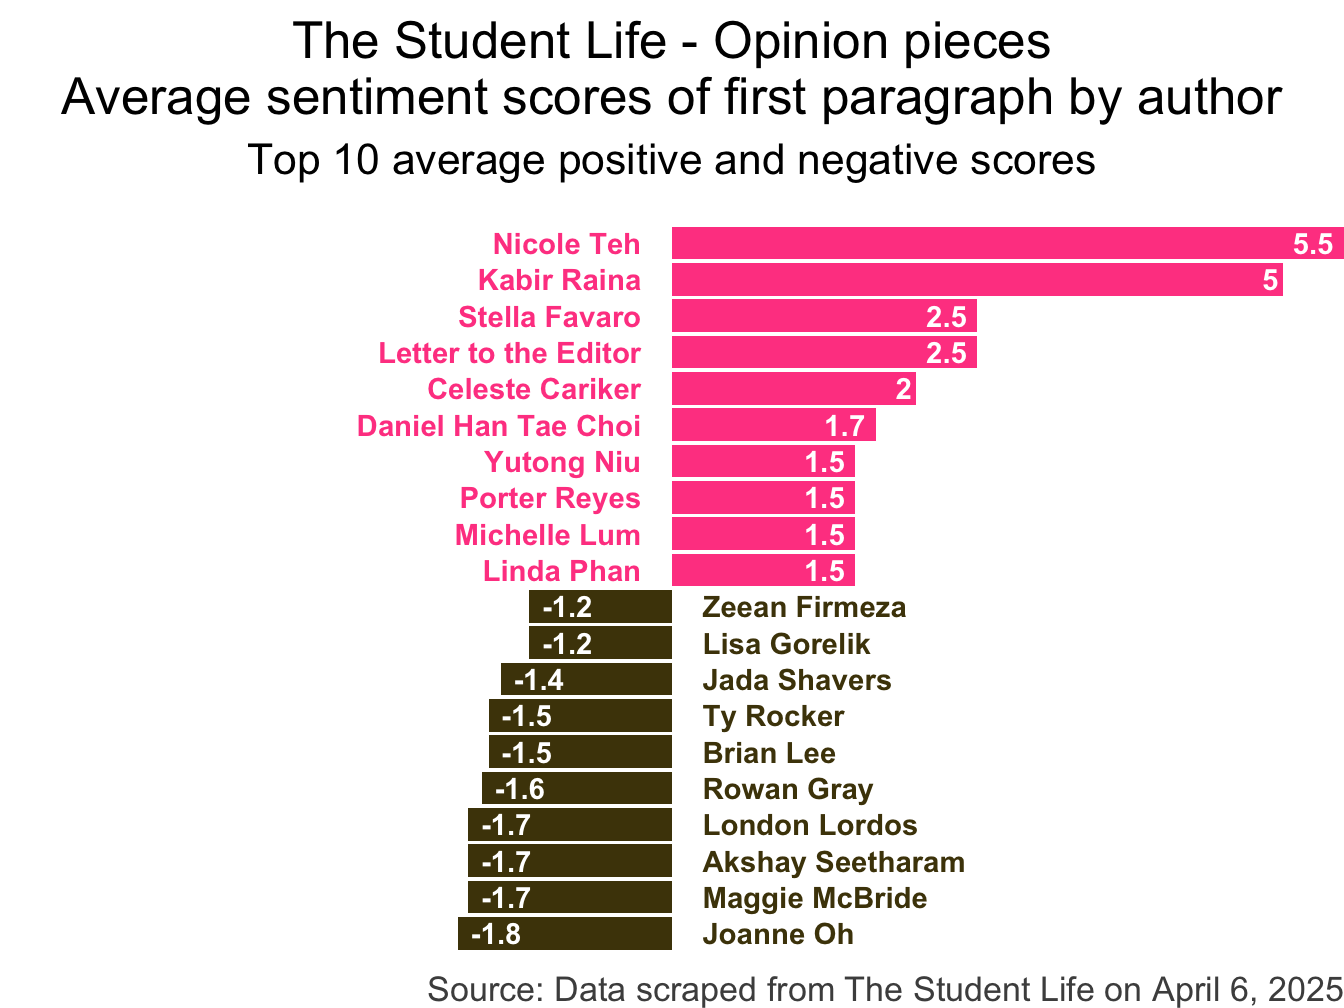 The Student Life - Opinion pieces
Average sentiment scores of first paragraph by author
Top 10 average positive and negative scores
Nicole Teh 5.5
Kabir Raina 5
Stella Favaro 2.5
Letter to the Editor 2.5
Celeste Cariker 2
Daniel Han Tae Choi 1.7
Yutong Niu 1.5
Porter Reyes 1.5
Michelle Lum 1.5
Linda Phan 1.5
-1.2 Zeean Firmeza
-1.2 Lisa Gorelik
-1.4 Jada Shavers
-1.5 Ty Rocker
-1.5 Brian Lee
-1.6 Rowan Gray
-1.7 London Lordos
-1.7 Akshay Seetharam
-1.7 Maggie McBride
-1.8 Joanne Oh
Source: Data scraped from The Student Life on April 6, 2025